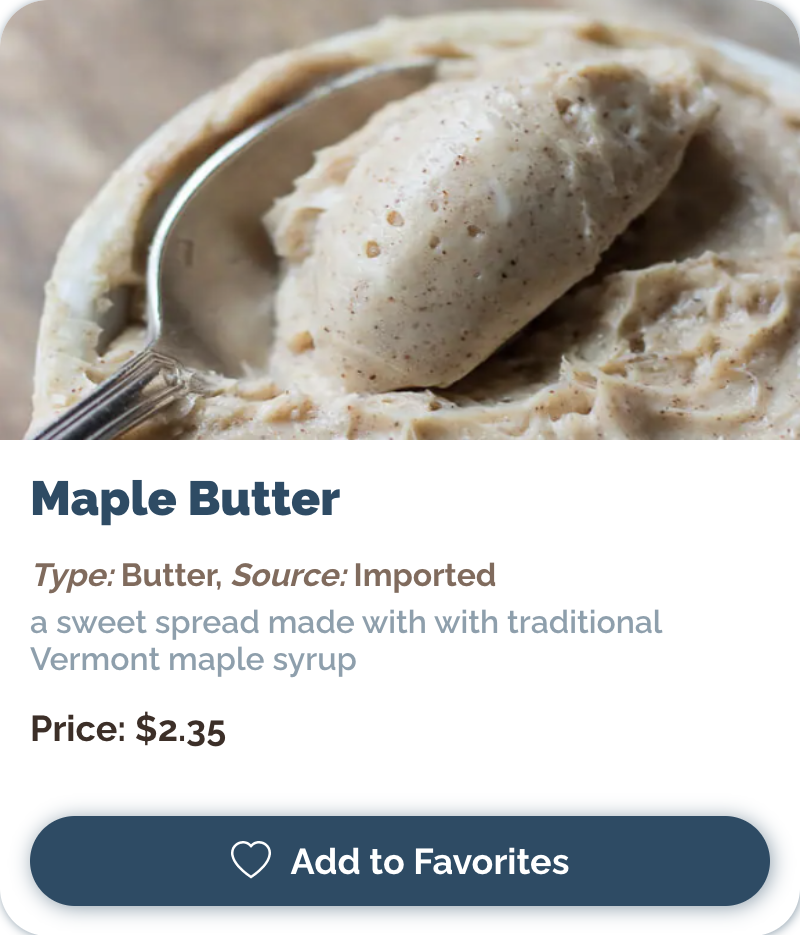 Maple Butter
Type: Butter, Source: Imported
a sweet spread made with with traditional
Vermont maple syrup
Price: $2.35
Add to Favorites